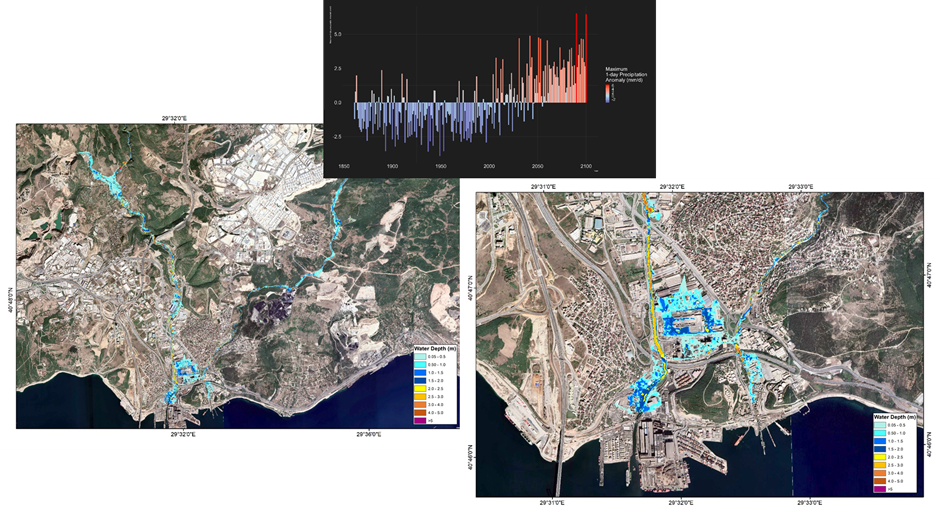 5.0
2.5
0.0
-2.5
1850
1900
1950
2000
2050
2100
Maximum
1-day Precipitation
Anomaly (mm/d)
29°32'0"E
40°48'0"N
Water Depth (m)
0.05 - 0.5
0.50 - 1.0
1.0 - 1.5
1.5 - 2.0
2.0 - 2.5
2.5 - 3.0
3.0 - 4.0
4.0 - 5.0
>5
29°32'0"E
29°36'0"E
29°31'0"E
29°32'0"E
29°33'0"E
40°47'0"N
40°47'0"N
40°46'0"N
40°46'0"N
Water Depth (m)
0.05 - 0.5
0.50 - 1.0
1.0 - 1.5
1.5 - 2.0
2.0 - 2.5
2.5 - 3.0
3.0 - 4.0
4.0 - 5.0
29°31'0"E
29°32'0"E
29°33'0"E